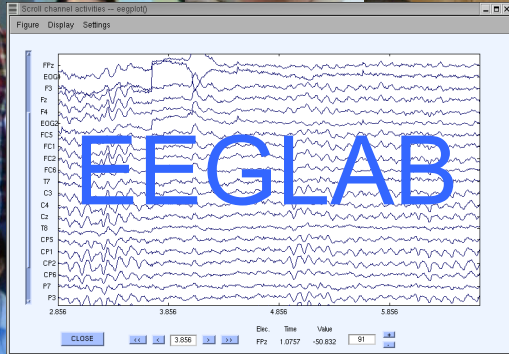 Scroll channel activities -- eegplot()
Figure Display Settings
FPz
EOG1
F3
Fz
F4
EOG2
FC5
FC1
FC2
FC6
T7
C3
C4
Cz
T8
CP5
CP1
CP2
CP6
P7
P3
EEGLAB
2.856 3.856 4.856 5.856
CLOSE << < 3.856 > >>
Elec. Time Value
FPz 1.0757 -50.832
91
+
-